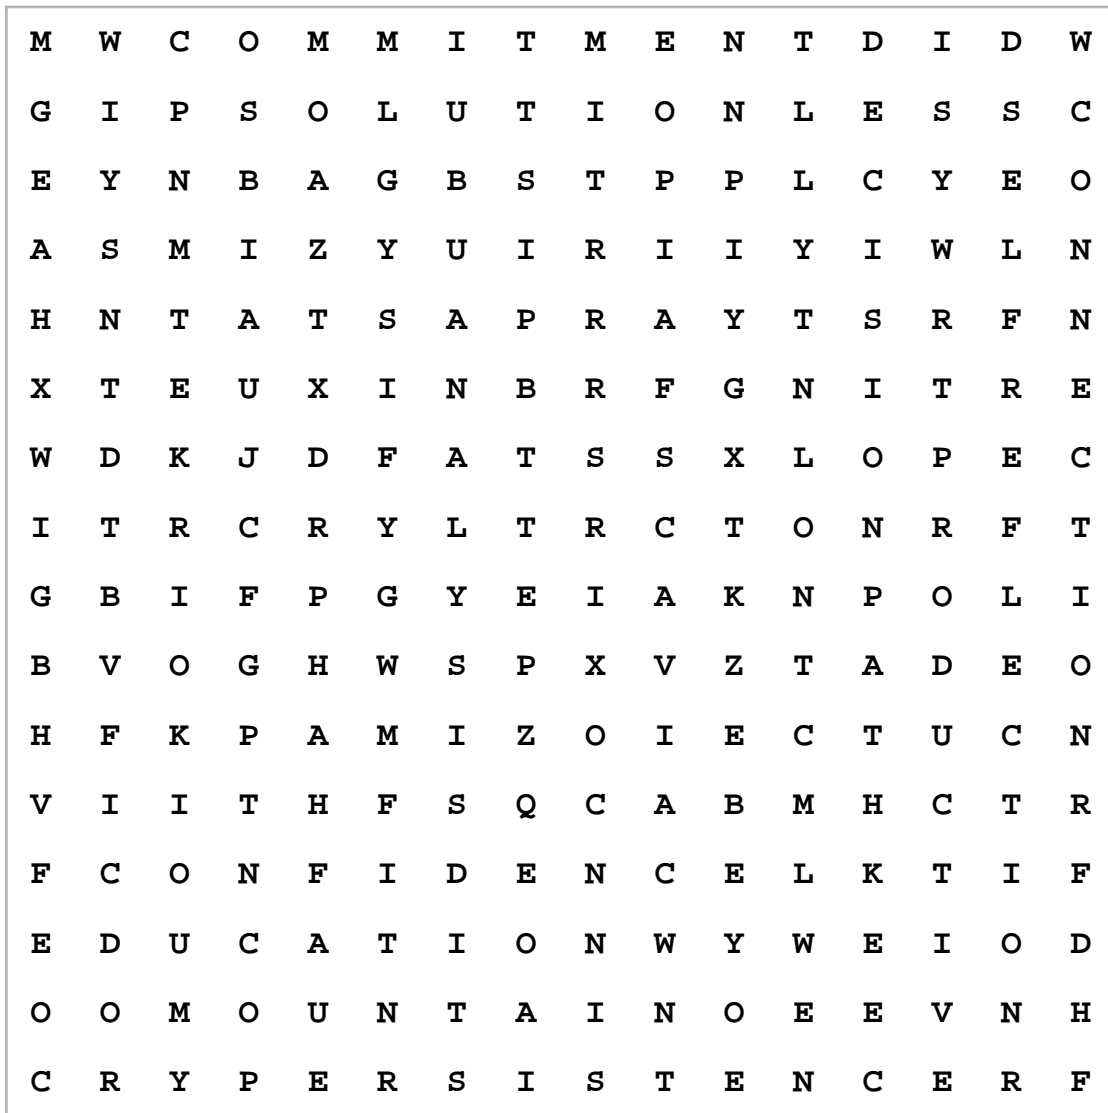 M W C O M M I T M E N T D I D W
G I P S O L U T I O N L E S S C
E Y N B A G B S T P P L C Y E O
A S M I Z Y U I R I I Y I W L N
H N T A T S A P R A Y T S R F N
X T E U X I N B R F G N I T R E
W D K J D F A T S S X L O P E C
I T R C R Y L T R C T O N R F T
G B I F P G Y E I A K N P O L I
B V O G H W S P X V Z T A D E O
H F K P A M I Z O I E C T U C N
V I I T H F S Q C A B M H C T R
F C O N F I D E N C E L K T I F
E D U C A T I O N W Y W E I O D
O O M O U N T A I N O E E V N H
C R Y P E R S I S T E N C E R F